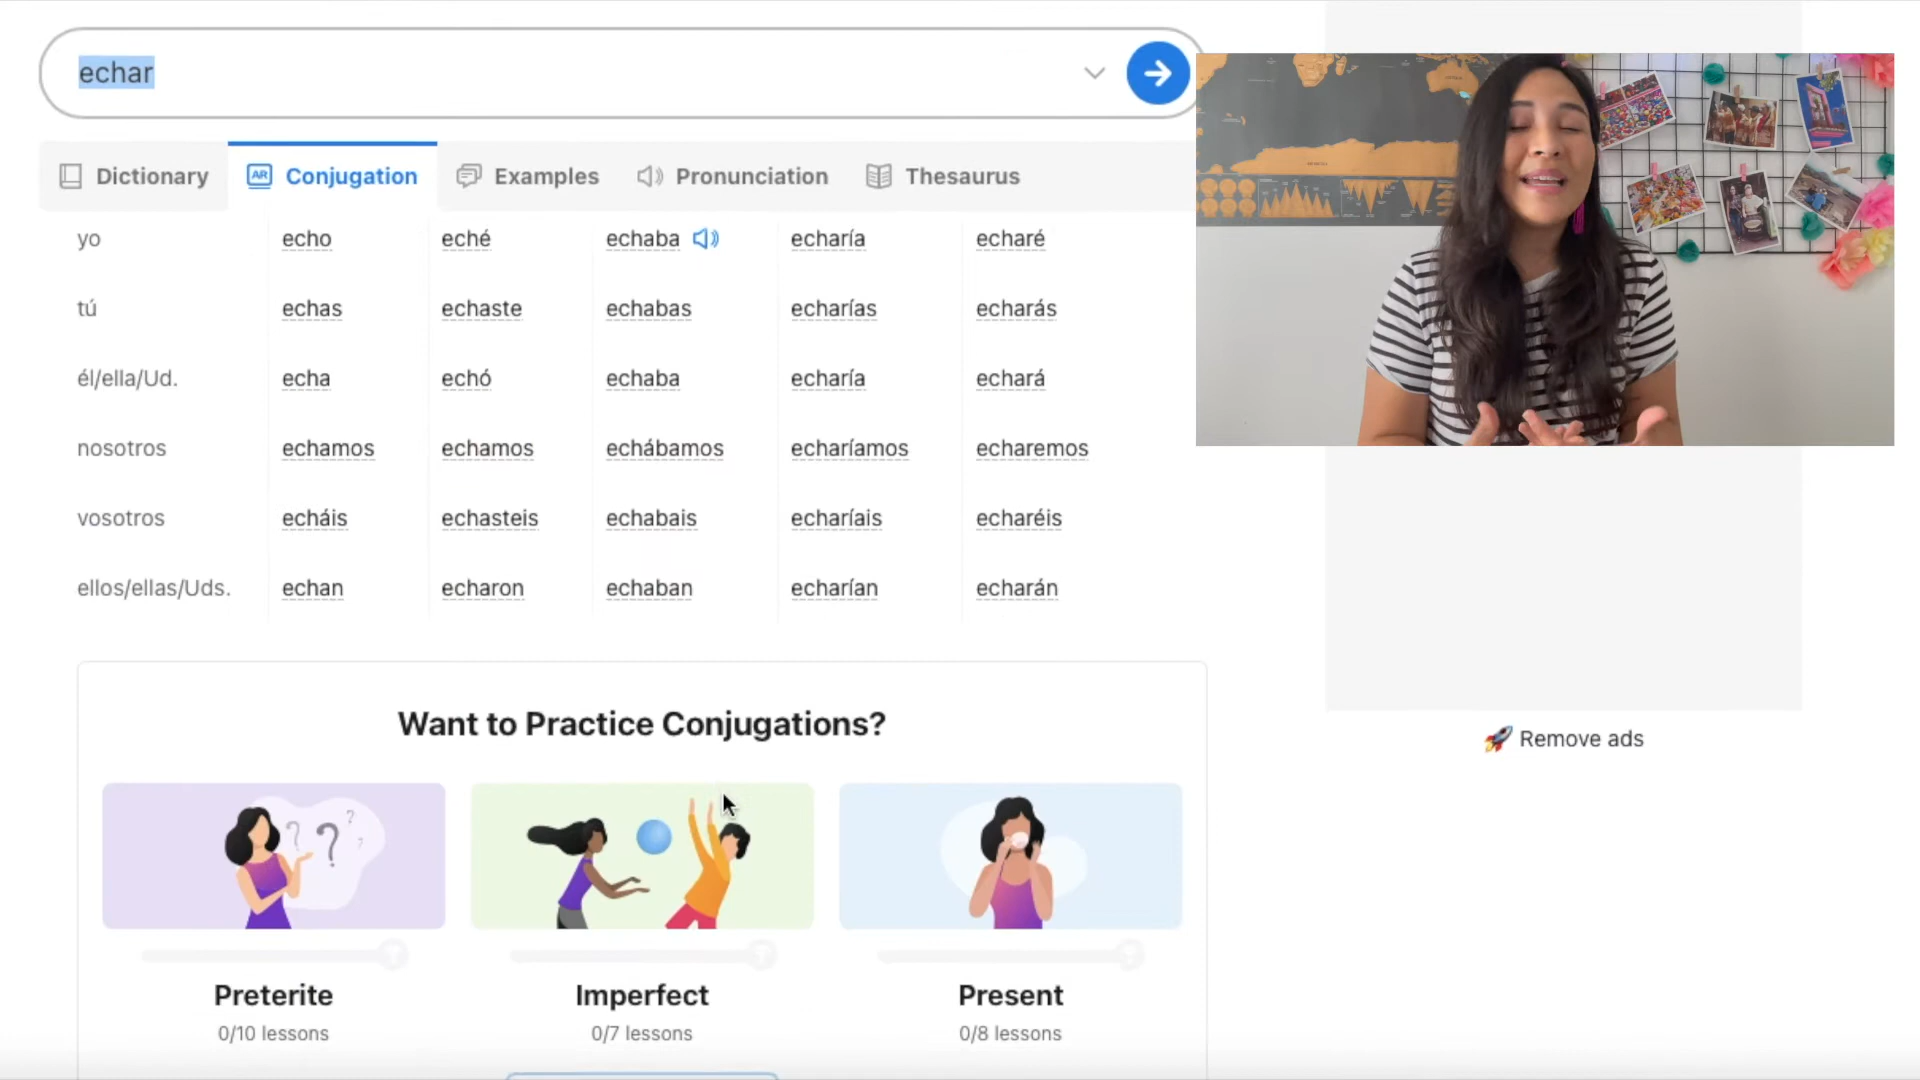 echar
Dictionary Conjugation Examples Pronunciation Thesaurus
yo echo eché echaba echaría echaré
tú echas echaste echabas echarías echarás
él/ella/Ud. echa echó echaba echaría echará
nosotros echamos echamos echábamos echaríamos echaremos
vosotros echáis echasteis echabais echaríais echaréis
ellos/ellas/Uds. echan echaron echaban echarían echarán
Want to Practice Conjugations?
Preterite Imperfect Present
0/10 lessons 0/7 lessons 0/8 lessons
Remove ads